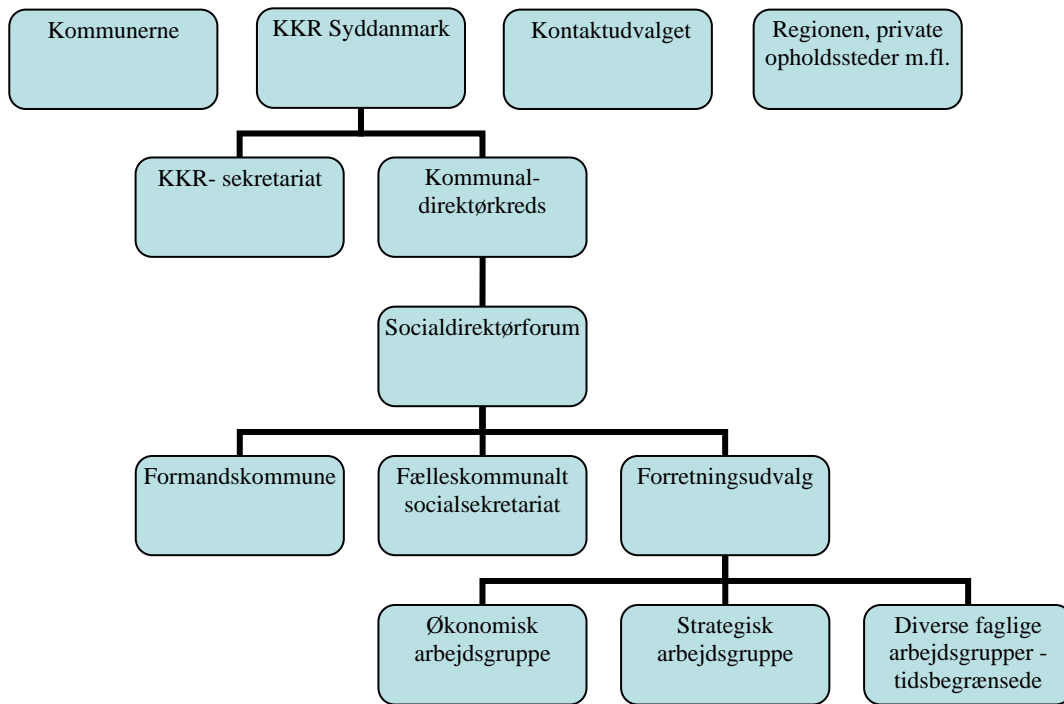 Kommunerne
KKR Syddanmark
Kontaktudvalget
Regionen, private
opholdssteder m.fl.
KKR- sekretariat
Kommunal-
direktørkreds
Socialdirektørforum
Formandskommune
Fælleskommunalt
socialsekretariat
Forretningsudvalg
Økonomisk
arbejdsgruppe
Strategisk
arbejdsgruppe
Diverse faglige
arbejdsgrupper -
tidsbegrænsede